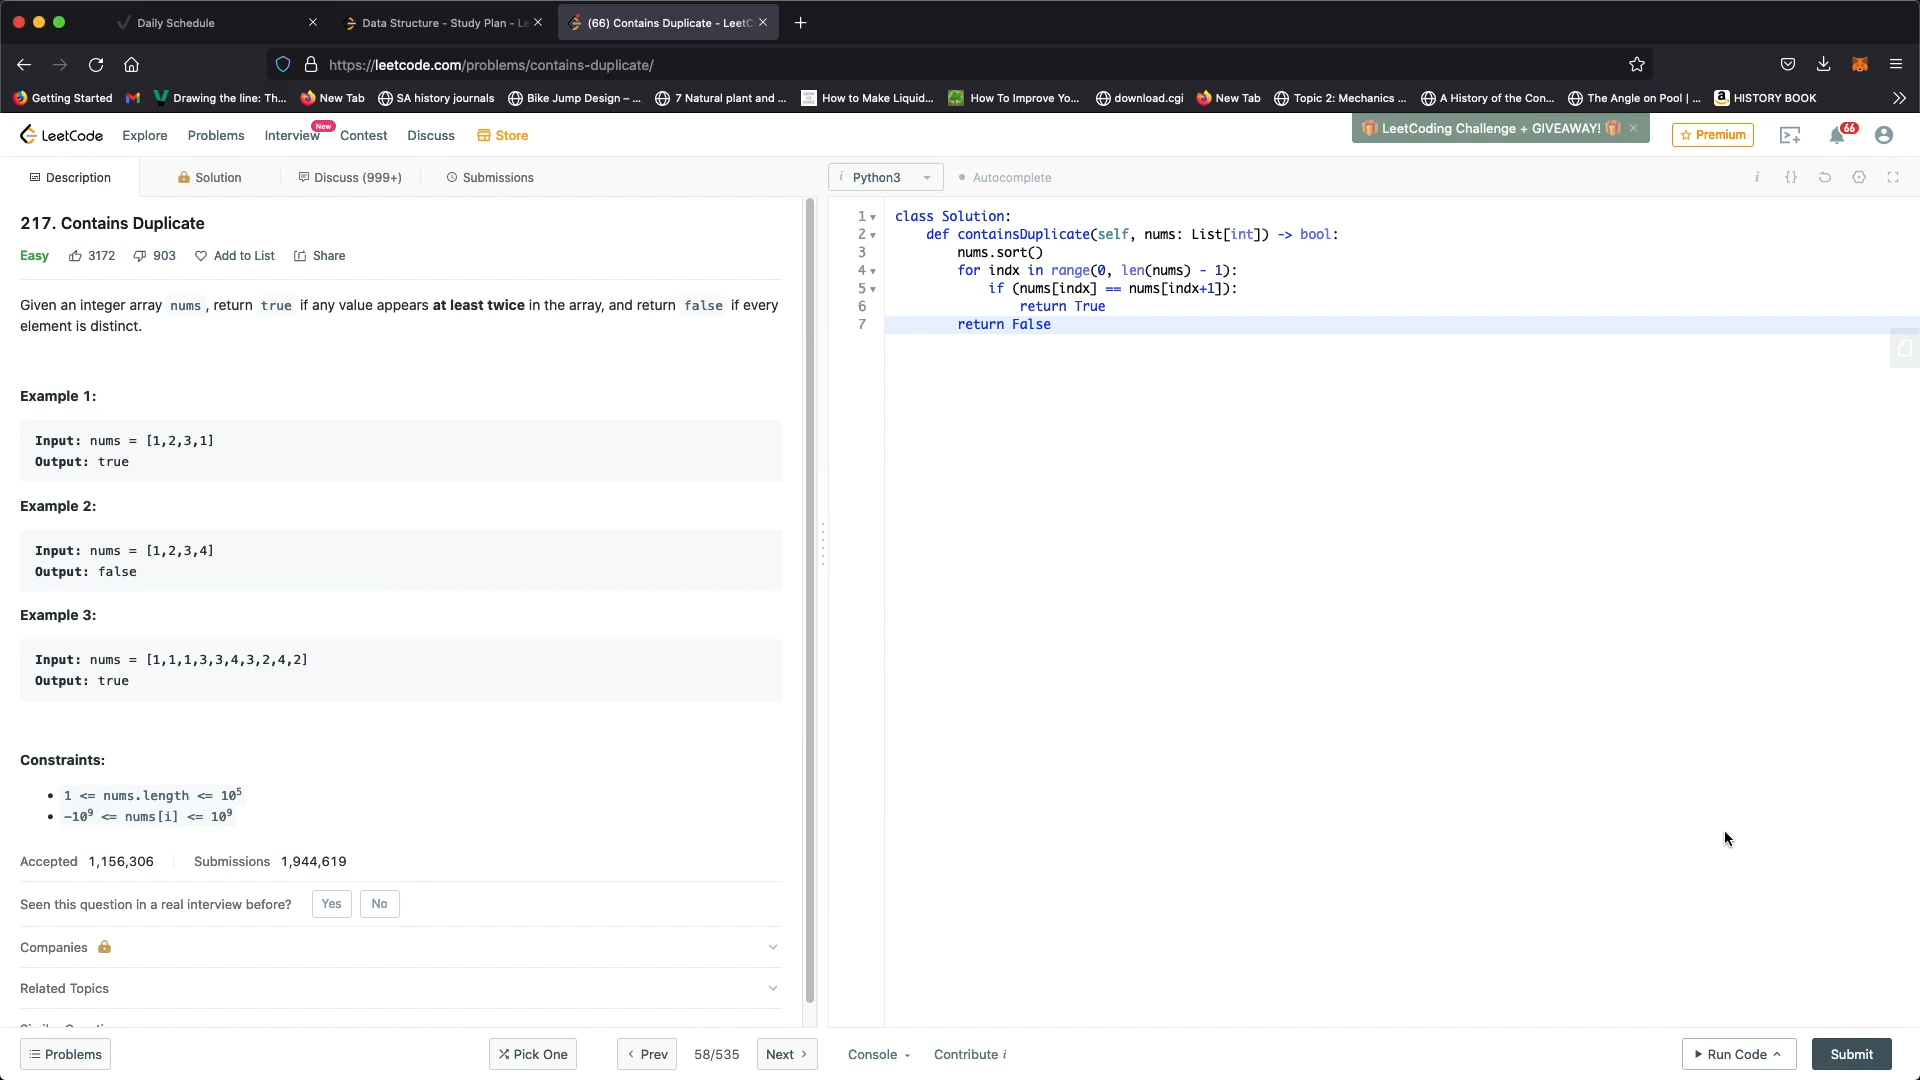 Daily Schedule
Data Structure - Study Plan - Le
(66) Contains Duplicate - LeetC
https://leetcode.com/problems/contains-duplicate/
Getting Started
Drawing the line: Th...
New Tab
SA history journals
Bike Jump Design – ...
7 Natural plant and ...
How to Make Liquid...
How To Improve Yo...
download.cgi
New Tab
Topic 2: Mechanics ...
A History of the Con...
The Angle on Pool | ...
HISTORY BOOK
LeetCode
Explore
Problems
Interview
New
Contest
Discuss
Store
LeetCoding Challenge + GIVEAWAY!
Premium
66
Description
Solution
Discuss (999+)
Submissions
i Python3
Autocomplete
i {}
217. Contains Duplicate
Easy 3172 903 Add to List Share
Given an integer array nums, return true if any value appears at least twice in the array, and return false if every
element is distinct.
Example 1:
Input: nums = [1,2,3,1]
Output: true
Example 2:
Input: nums = [1,2,3,4]
Output: false
Example 3:
Input: nums = [1,1,1,3,3,4,3,2,4,2]
Output: true
Constraints:
1 <= nums.length <= 10⁵
-10⁹ <= nums[i] <= 10⁹
Accepted 1,156,306 Submissions 1,944,619
Seen this question in a real interview before? Yes No
Companies
Related Topics
1 class Solution:
2 def containsDuplicate(self, nums: List[int]) -> bool:
3 nums.sort()
4 for indx in range(0, len(nums) - 1):
5 if (nums[indx] == nums[indx+1]):
6 return True
7 return False
Problems
Pick One
Prev
58/535
Next
Console
Contribute i
Run Code
Submit